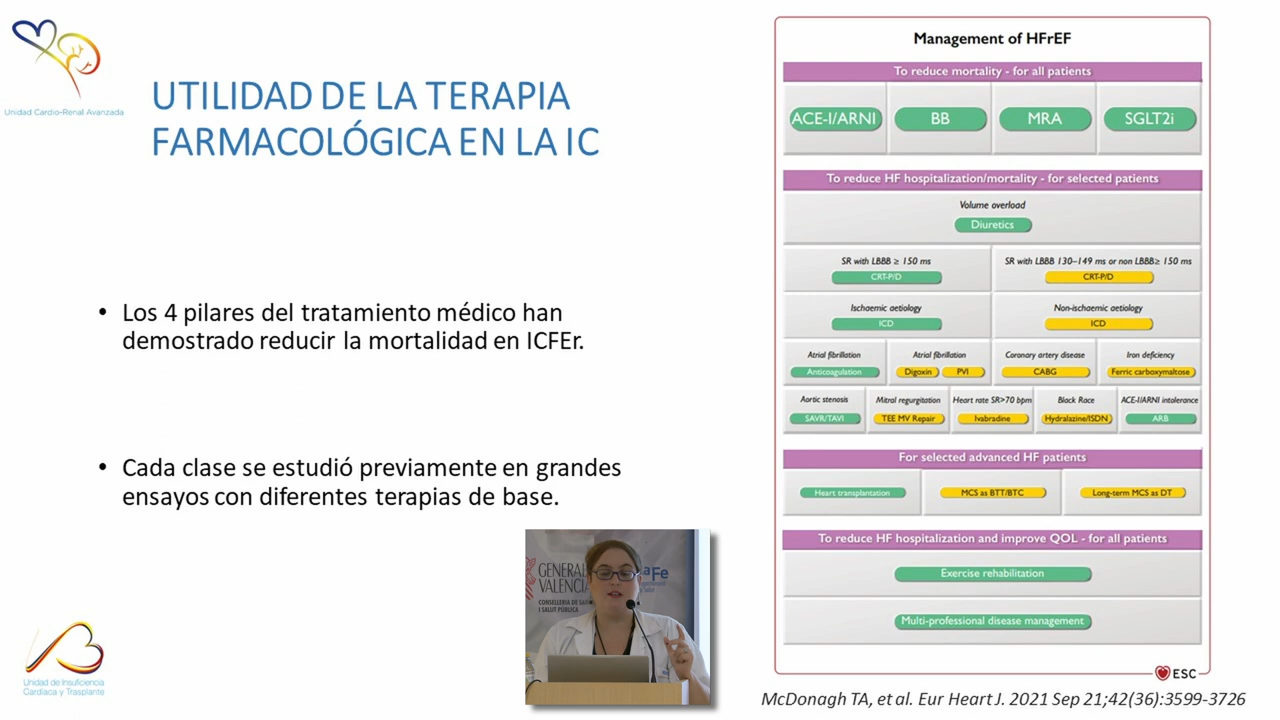 Unidad Cardio-Renal Avanzada
UTILIDAD DE LA TERAPIA
FARMACOLÓGICA EN LA IC
• Los 4 pilares del tratamiento médico han
demostrado reducir la mortalidad en ICFEr.
• Cada clase se estudió previamente en grandes
ensayos con diferentes terapias de base.
GENERAL
VALENCIA
CONSELLERIA DE SA
I SALUT PÚBLICA
aFe
Unidad de Insuficiencia
Cardíaca y Trasplante
Management of HFrEF
To reduce mortality - for all patients
ACE-I/ARNI BB MRA SGLT2i
To reduce HF hospitalization/mortality - for selected patients
Volume overload
Diuretics
SR with LBBB ≥ 150 ms SR with LBBB 130–149 ms or non LBBB≥ 150 ms
CRT-P/D CRT-P/D
Ischaemic aetiology Non-ischaemic aetiology
ICD ICD
Atrial fibrillation Atrial fibrillation Coronary artery disease Iron deficiency
Anticoagulation Digoxin PVI CABG Ferric carboxymaltose
Aortic stenosis Mitral regurgitation Heart rate SR>70 bpm Black Race ACE-I/ARNI intolerance
SAVR/TAVI TEE MV Repair Ivabradine Hydralazine/ISDN ARB
For selected advanced HF patients
Heart transplantation MCS as BTT/BTC Long-term MCS as DT
To reduce HF hospitalization and improve QOL - for all patients
Exercise rehabilitation
Multi-professional disease management
ESC
McDonagh TA, et al. Eur Heart J. 2021 Sep 21;42(36):3599-3726